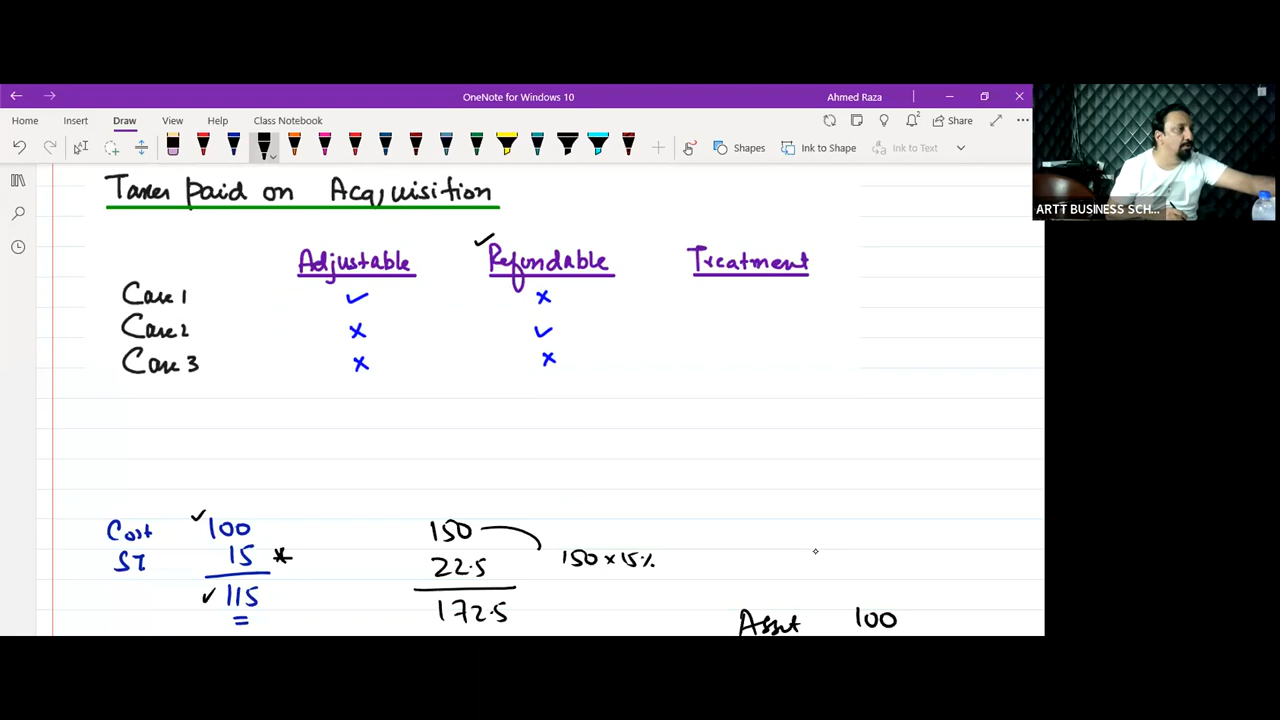 OneNote for Windows 10
Ahmed Raza
Home Insert Draw View Help Class Notebook
Share
Shapes Ink to Shape Ink to Text
ARTT BUSINESS SCH...
Taxes paid on Acquisition
Adjustable Refundable Treatment
Case 1 ✓ ×
Case 2 × ✓
Case 3 × ×
Cost 100 150
ST 15 * 22.5 150 × 15%
115 172.5
Asset 100